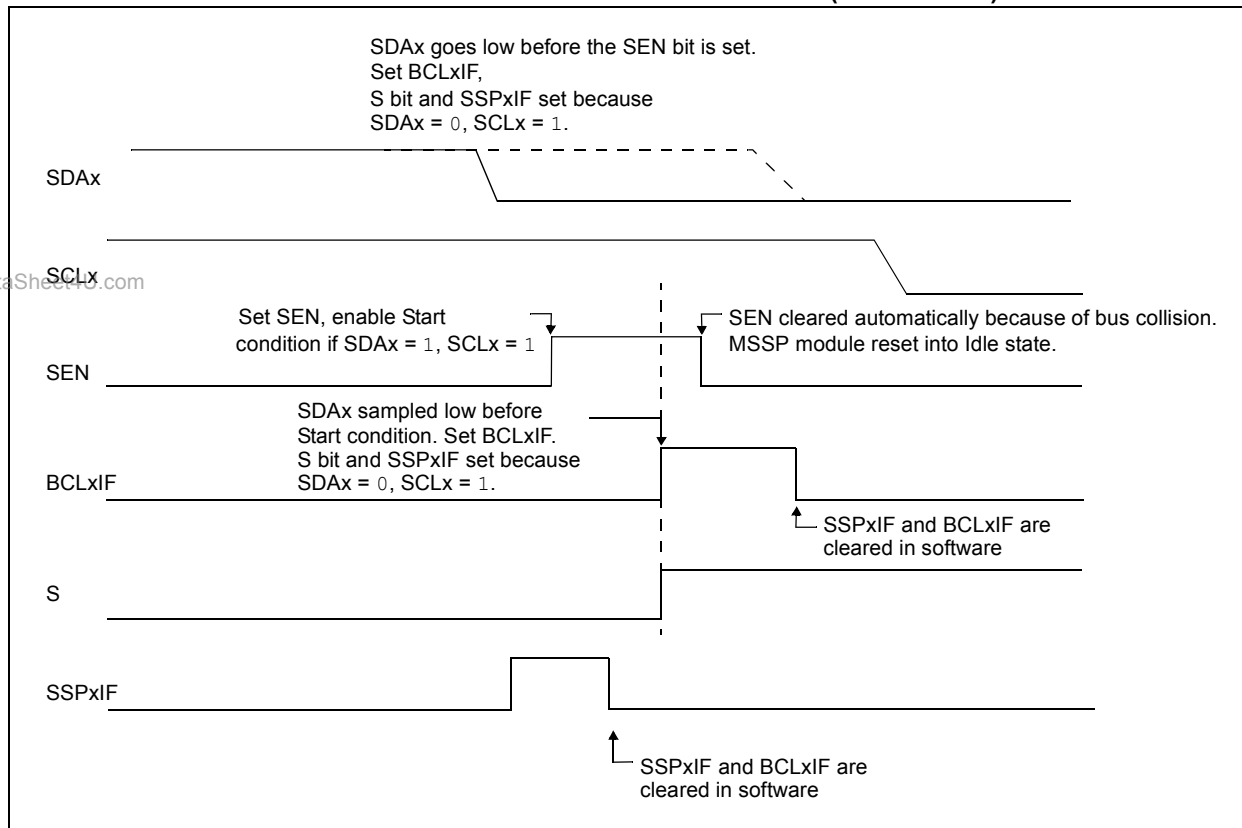 SDAx goes low before the SEN bit is set.
Set BCLxIF,
S bit and SSPxIF set because
SDAx = 0, SCLx = 1.
SDAx
SCLx
aSheet4U.com
Set SEN, enable Start
condition if SDAx = 1, SCLx = 1
SEN cleared automatically because of bus collision.
MSSP module reset into Idle state.
SEN
SDAx sampled low before
Start condition. Set BCLxIF.
S bit and SSPxIF set because
SDAx = 0, SCLx = 1.
BCLxIF
SSPxIF and BCLxIF are
cleared in software
S
SSPxIF
SSPxIF and BCLxIF are
cleared in software